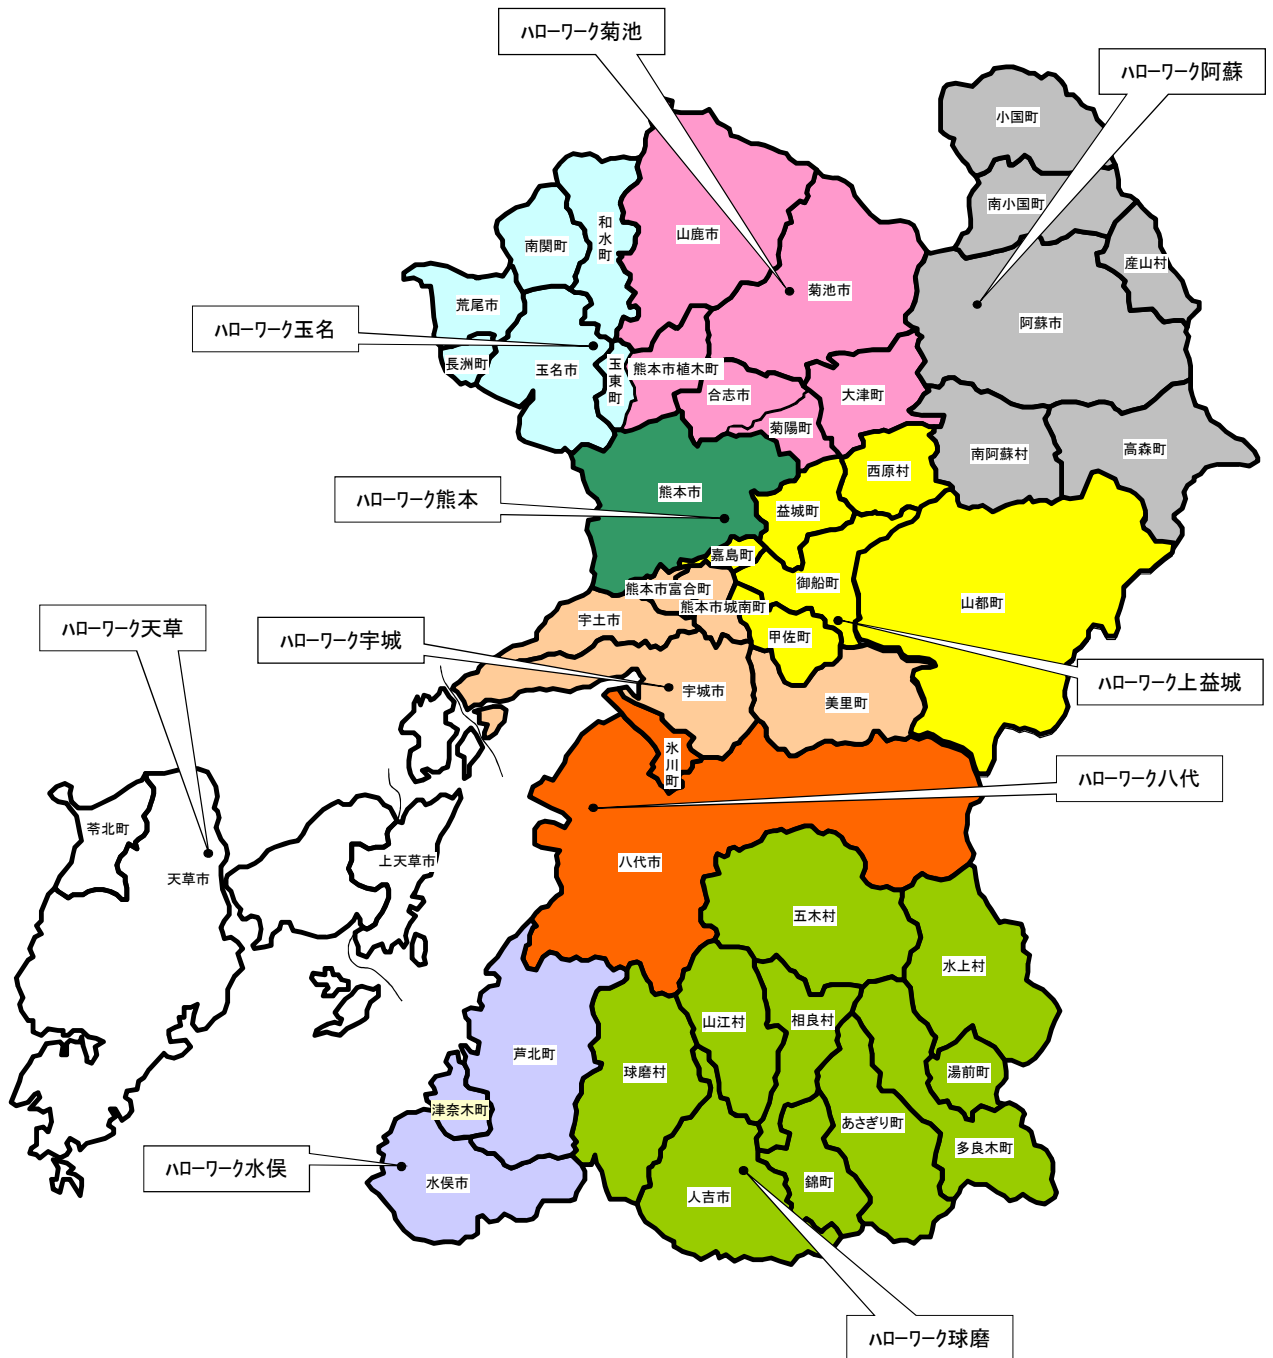 ﾊﾛｰﾜｰｸ菊池
ﾊﾛｰﾜｰｸ阿蘇
小国町
南小国町
産山村
阿蘇市
和水町
山鹿市
南関町
菊池市
荒尾市
ﾊﾛｰﾜｰｸ玉名
長洲町
玉名市
玉東町
熊本市植木町
合志市
大津町
菊陽町
南阿蘇村
高森町
西原村
ﾊﾛｰﾜｰｸ熊本
熊本市
益城町
嘉島町
御船町
熊本市富合町
熊本市城南町
山都町
甲佐町
宇土市
ﾊﾛｰﾜｰｸ天草
ﾊﾛｰﾜｰｸ宇城
宇城市
美里町
ﾊﾛｰﾜｰｸ上益城
氷川町
ﾊﾛｰﾜｰｸ八代
苓北町
天草市
上天草市
八代市
五木村
水上村
山江村
相良村
芦北町
球磨村
湯前町
津奈木町
あさぎり町
多良木町
ﾊﾛｰﾜｰｸ水俣
水俣市
人吉市
錦町
ﾊﾛｰﾜｰｸ球磨